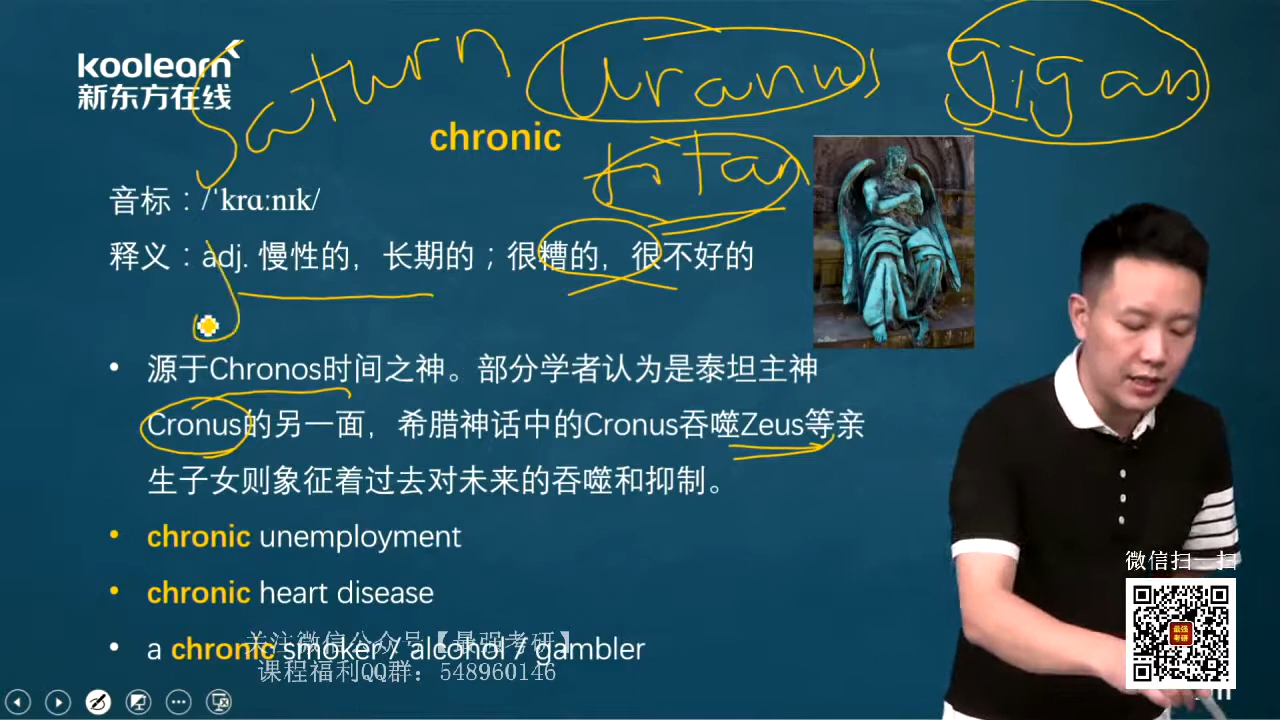 koolearn
新东方在线
Saturn
Uranus
gigan
titan
chronic
音标：/ˈkrɑːnɪk/
释义：adj. 慢性的，长期的；很糟的，很不好的
• 源于Chronos时间之神。部分学者认为是泰坦主神
Cronus的另一面，希腊神话中的Cronus吞噬Zeus等亲
生子女则象征着过去对未来的吞噬和抑制。
• chronic unemployment
• chronic heart disease
• a chronic smoker / alcohol / gambler
关注微信公众号【最强考研】
课程福利QQ群：548960146
微信扫一扫
最强
考研